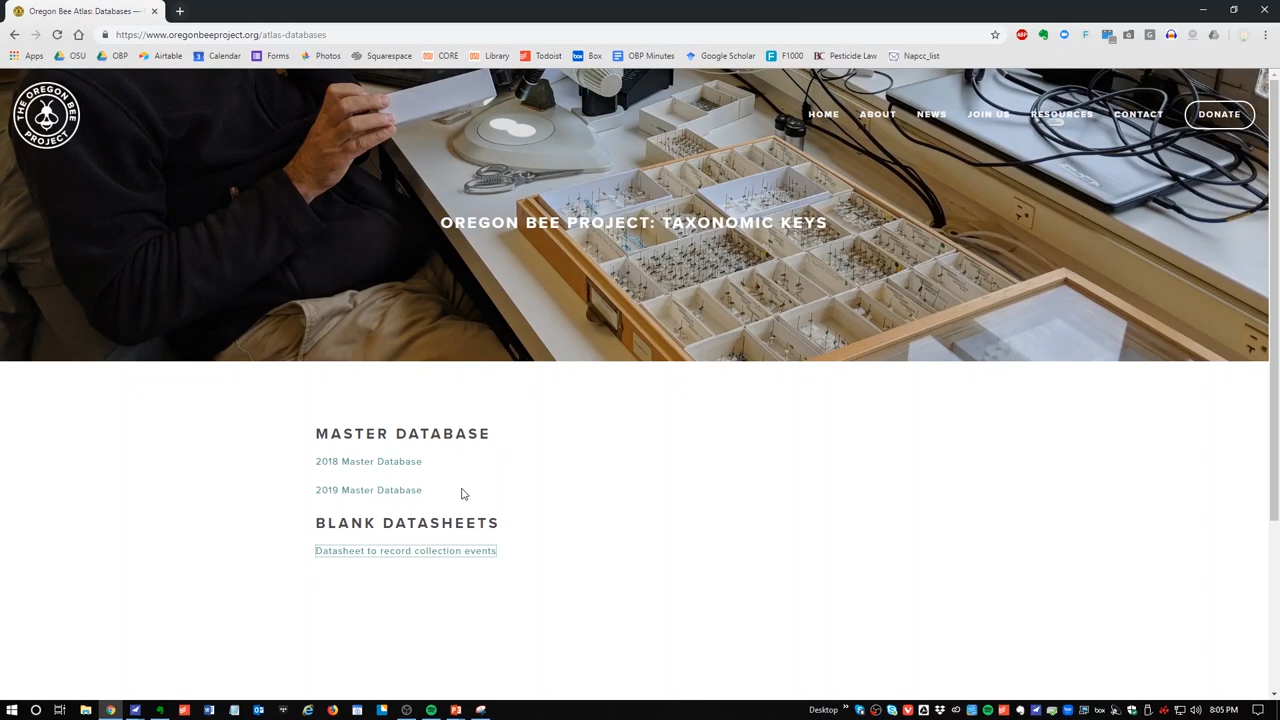 Oregon Bee Atlas: Databases —
https://www.oregonbeeproject.org/atlas-databases
Apps OSU OBP Airtable Calendar Forms Photos Squarespace CORE Library Todoist Box OBP Minutes Google Scholar F1000 Pesticide Law Napcc_list
THE OREGON BEE PROJECT
HOME ABOUT NEWS JOIN US RESOURCES CONTACT DONATE
OREGON BEE PROJECT: TAXONOMIC KEYS
MASTER DATABASE
2018 Master Database
2019 Master Database
BLANK DATASHEETS
Datasheet to record collection events
Desktop 8:05 PM